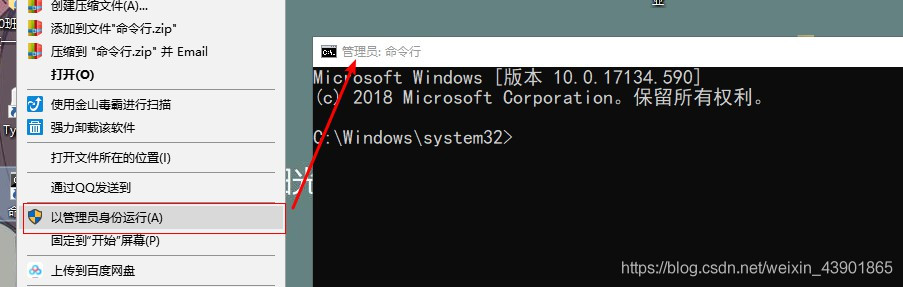 创建压缩文件(A)...
添加到文件"命令行.zip"
压缩到 "命令行.zip" 并 Email
打开(O)
使用金山毒霸进行扫描
强力卸载该软件
打开文件所在的位置(I)
通过QQ发送到
以管理员身份运行(A)
固定到"开始"屏幕(P)
上传到百度网盘
管理员: 命令行
Microsoft Windows [版本 10.0.17134.590]
(c) 2018 Microsoft Corporation。保留所有权利。
C:\Windows\system32>
https://blog.csdn.net/weixin_43901865